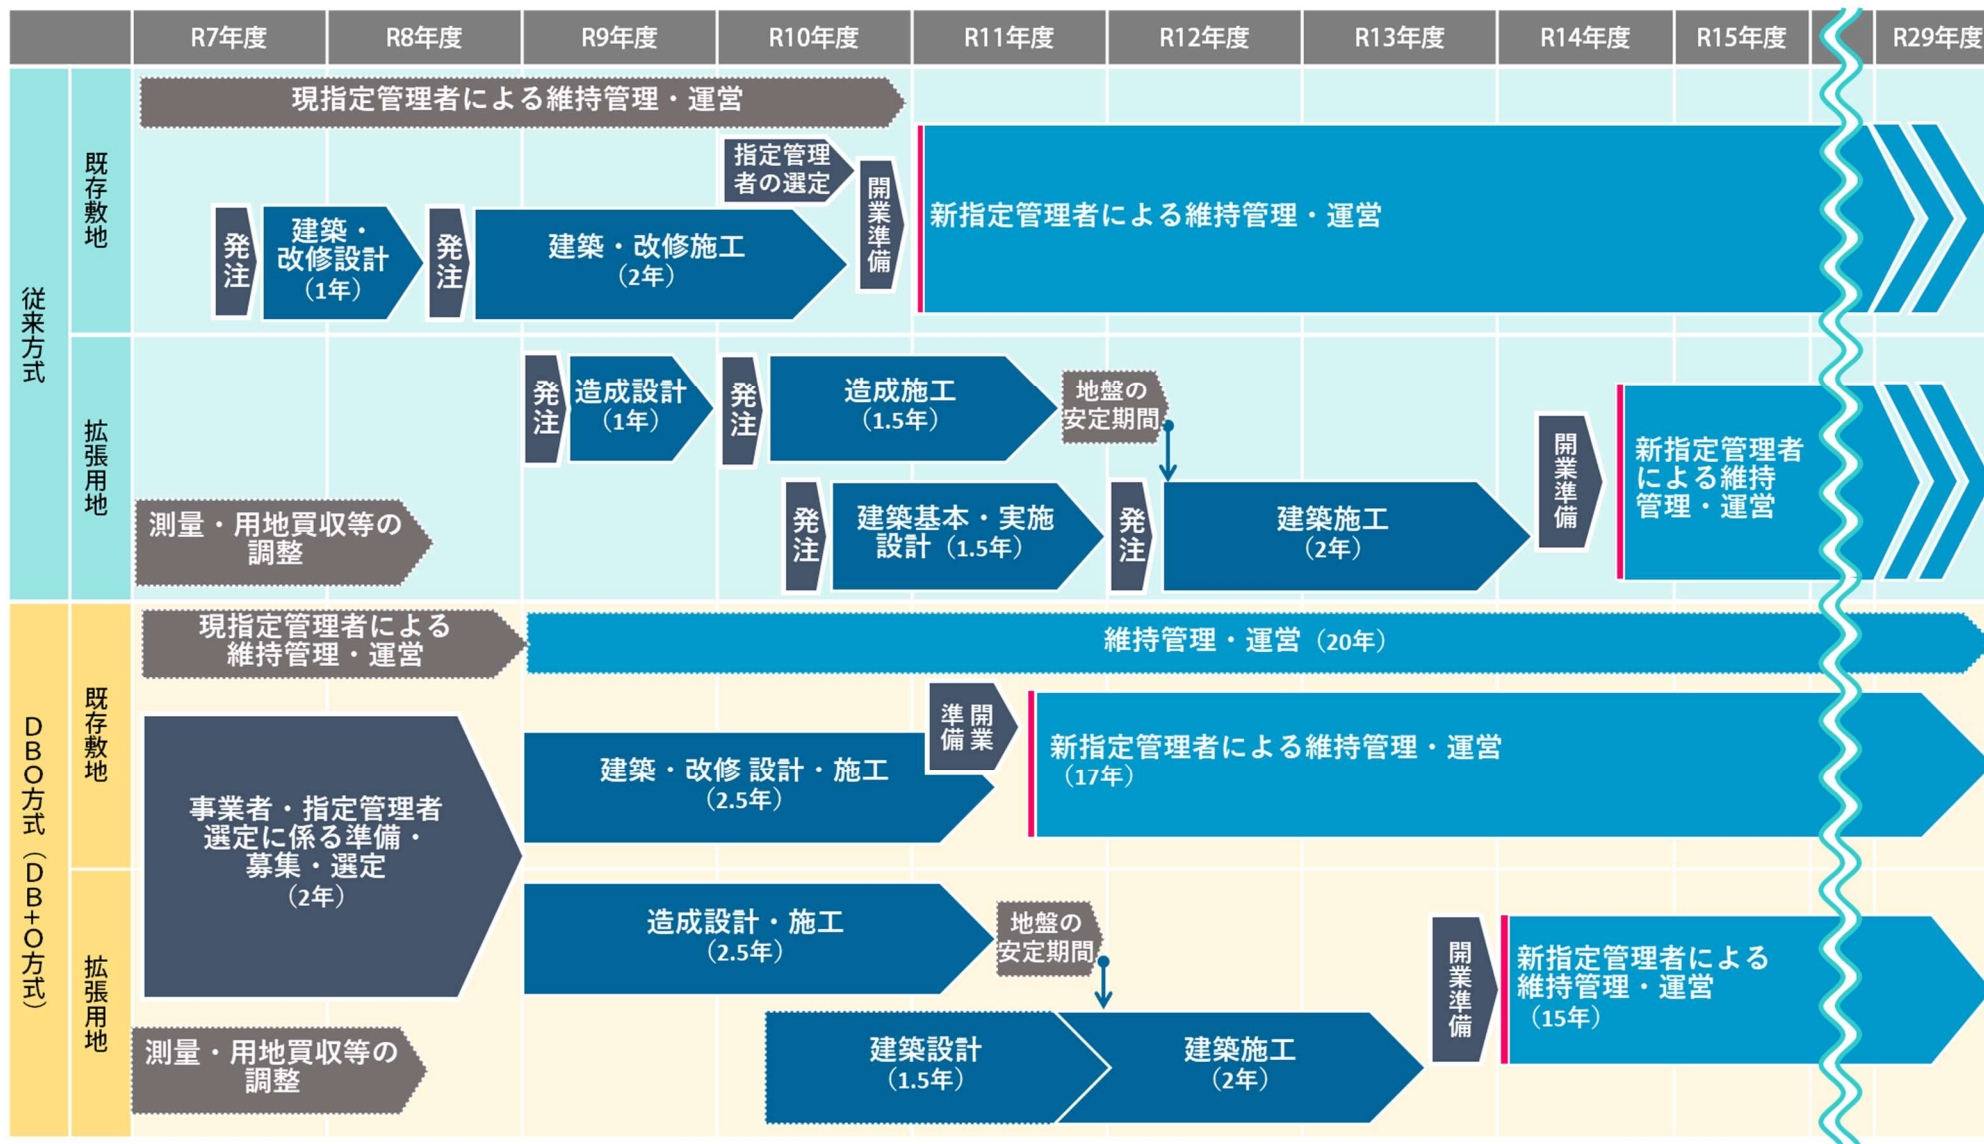 R7年度
R8年度
R9年度
R10年度
R11年度
R12年度
R13年度
R14年度
R15年度
R29年度
従来方式
既存敷地
現指定管理者による維持管理・運営
指定管理
者の選定
開業準備
発注
建築・
改修設計
（1年）
発注
建築・改修施工
（2年）
新指定管理者による維持管理・運営
拡張用地
発注
造成設計
（1年）
発注
造成施工
（1.5年）
地盤の
安定期間
測量・用地買収等の
調整
発注
建築基本・実施
設計（1.5年）
発注
建築施工
（2年）
開業準備
新指定管理者
による維持
管理・運営
DBO方式（DB+O方式）
既存敷地
現指定管理者による
維持管理・運営
維持管理・運営（20年）
事業者・指定管理者
選定に係る準備・
募集・選定
（2年）
建築・改修 設計・施工
（2.5年）
開業
準備
新指定管理者による維持管理・運営
（17年）
拡張用地
造成設計・施工
（2.5年）
地盤の
安定期間
測量・用地買収等の
調整
建築設計
（1.5年）
建築施工
（2年）
開業準備
新指定管理者による
維持管理・運営
（15年）